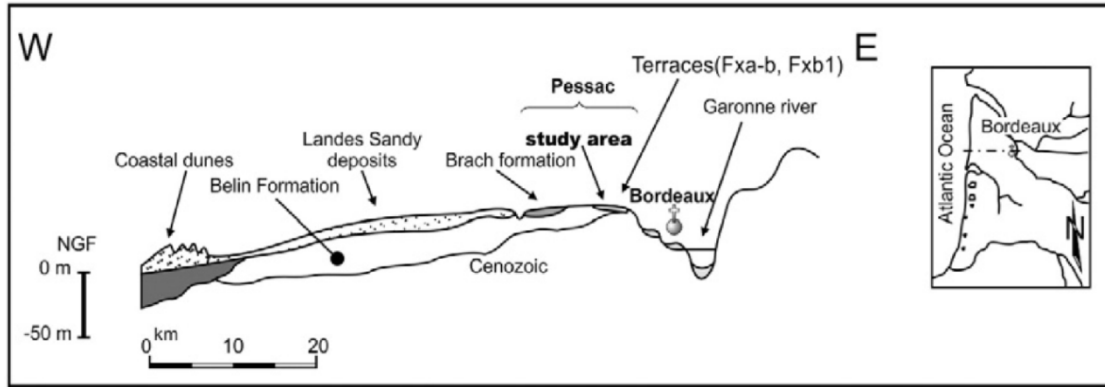 W
E
Terraces(Fxa-b, Fxb1)
Pessac
Garonne river
study area
Landes Sandy
deposits
Brach formation
Coastal dunes
Belin Formation
Bordeaux
NGF
0 m
-50 m
Cenozoic
km
0 10 20
Atlantic Ocean
Bordeaux
N